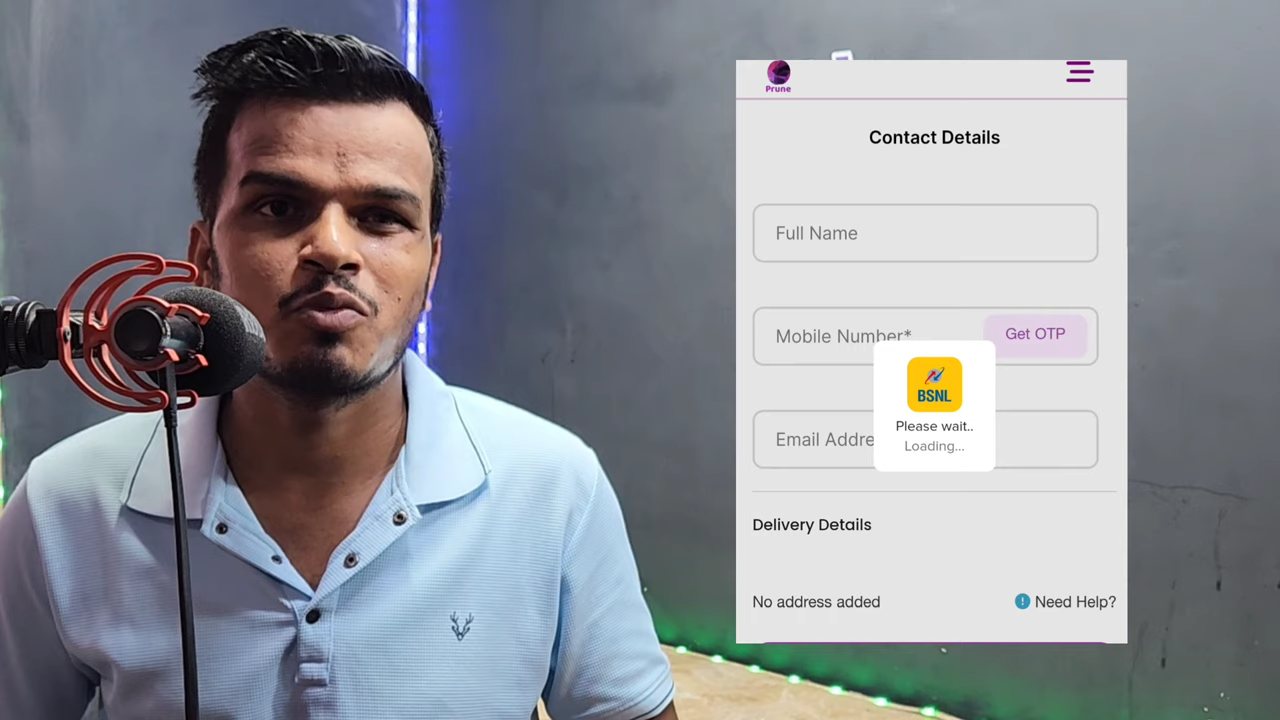 Prune
Contact Details
Full Name
Mobile Number*
Get OTP
BSNL
Please wait..
Loading...
Email Addre
Delivery Details
No address added
Need Help?